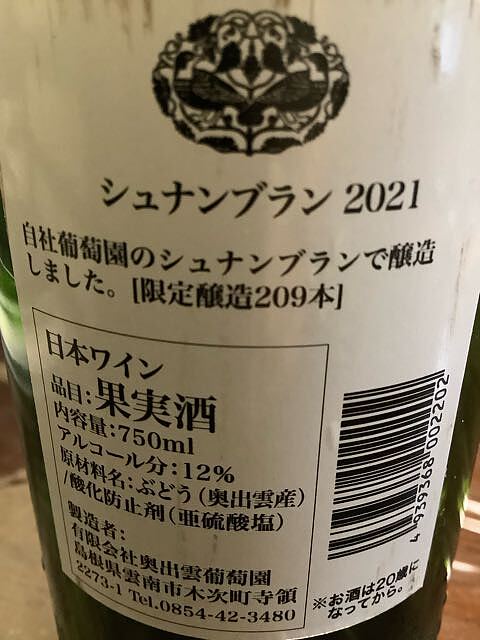 シュナンブラン 2021
自社葡萄園のシュナンブランで醸造
しました。[限定醸造209本]
日本ワイン
品目:果実酒
内容量:750ml
アルコール分:12%
原材料名:ぶどう(奥出雲産)
/酸化防止剤(亜硫酸塩)
製造者:
有限会社奥出雲葡萄園
島根県雲南市木次町寺領
2273-1 Tel.0854-42-3480
4 939368 002202
※お酒は20歳に
なってから。